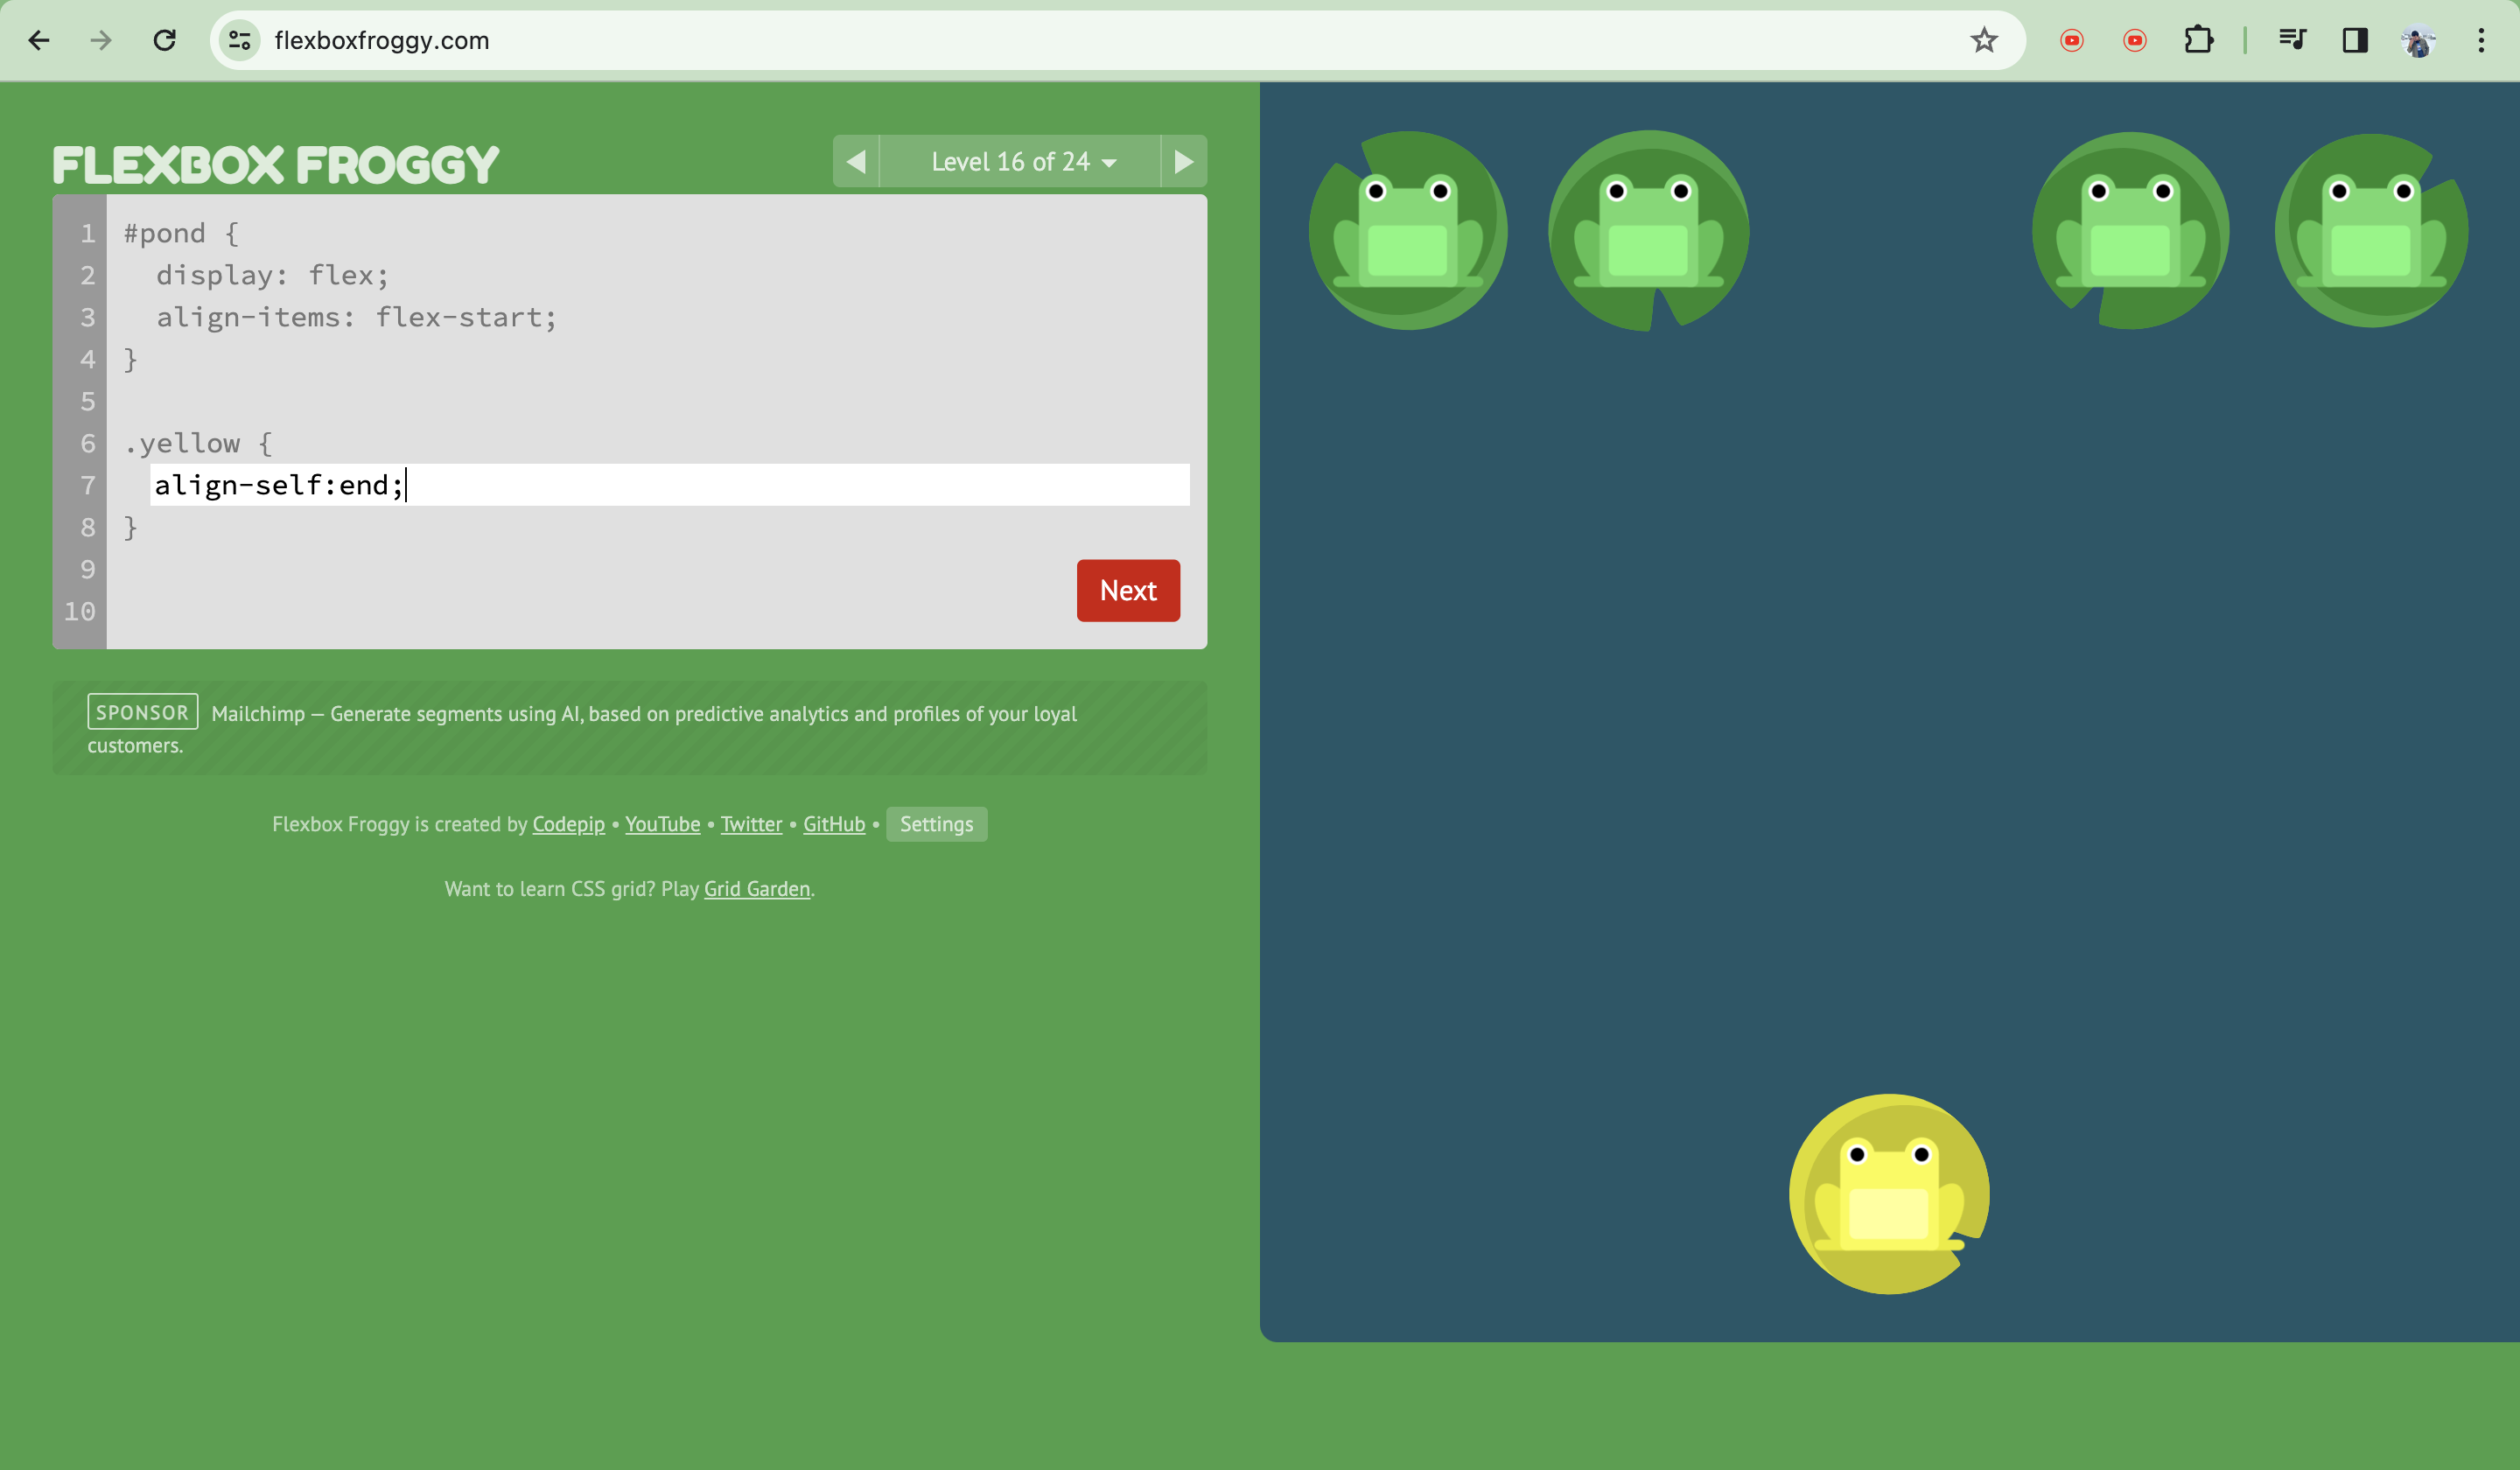 flexboxfroggy.com
FLEXBOX FROGGY
Level 16 of 24
1 #pond {
2 display: flex;
3 align-items: flex-start;
4 }
5
6 .yellow {
7 align-self:end;
8 }
9
10
Next
SPONSOR Mailchimp — Generate segments using AI, based on predictive analytics and profiles of your loyal
customers.
Flexbox Froggy is created by Codepip • YouTube • Twitter • GitHub • Settings
Want to learn CSS grid? Play Grid Garden.